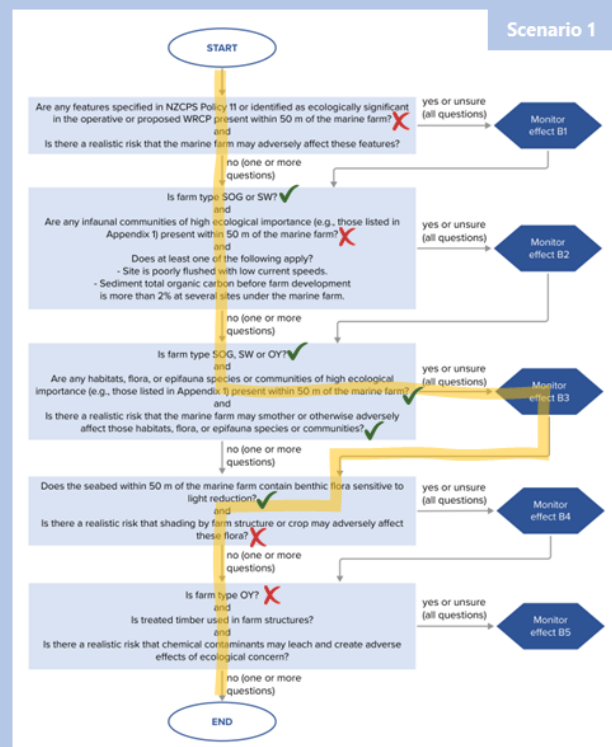 Scenario 1
START
Are any features specified in NZCPS Policy 11 or identified as ecologically significant
in the operative or proposed WRCP present within 50 m of the marine farm?
and
Is there a realistic risk that the marine farm may adversely affect these features?
yes or unsure
(all questions)
Monitor
effect B1
no (one or more
questions)
Is farm type SOG or SW?
and
Are any infaunal communities of high ecological importance (e.g., those listed in
Appendix 1) present within 50 m of the marine farm?
and
Does at least one of the following apply?
- Site is poorly flushed with low current speeds.
- Sediment total organic carbon before farm development
is more than 2% at several sites under the marine farm.
yes or unsure
(all questions)
Monitor
effect B2
no (one or more
questions)
Is farm type SOG, SW or OY?
and
Are any habitats, flora, or epifauna species or communities of high ecological
importance (e.g., those listed in Appendix 1) present within 50 m of the marine farm?
and
Is there a realistic risk that the marine farm may smother or otherwise adversely
affect those habitats, flora, or epifauna species or communities?
yes or unsure
(all questions)
Monitor
effect B3
no (one or more
questions)
Does the seabed within 50 m of the marine farm contain benthic flora sensitive to
light reduction?
and
Is there a realistic risk that shading by farm structure or crop may adversely affect
these flora?
yes or unsure
(all questions)
Monitor
effect B4
no (one or more
questions)
Is farm type OY?
and
Is treated timber used in farm structures?
and
Is there a realistic risk that chemical contaminants may leach and create adverse
effects of ecological concern?
yes or unsure
(all questions)
Monitor
effect B5
no (one or more
questions)
END